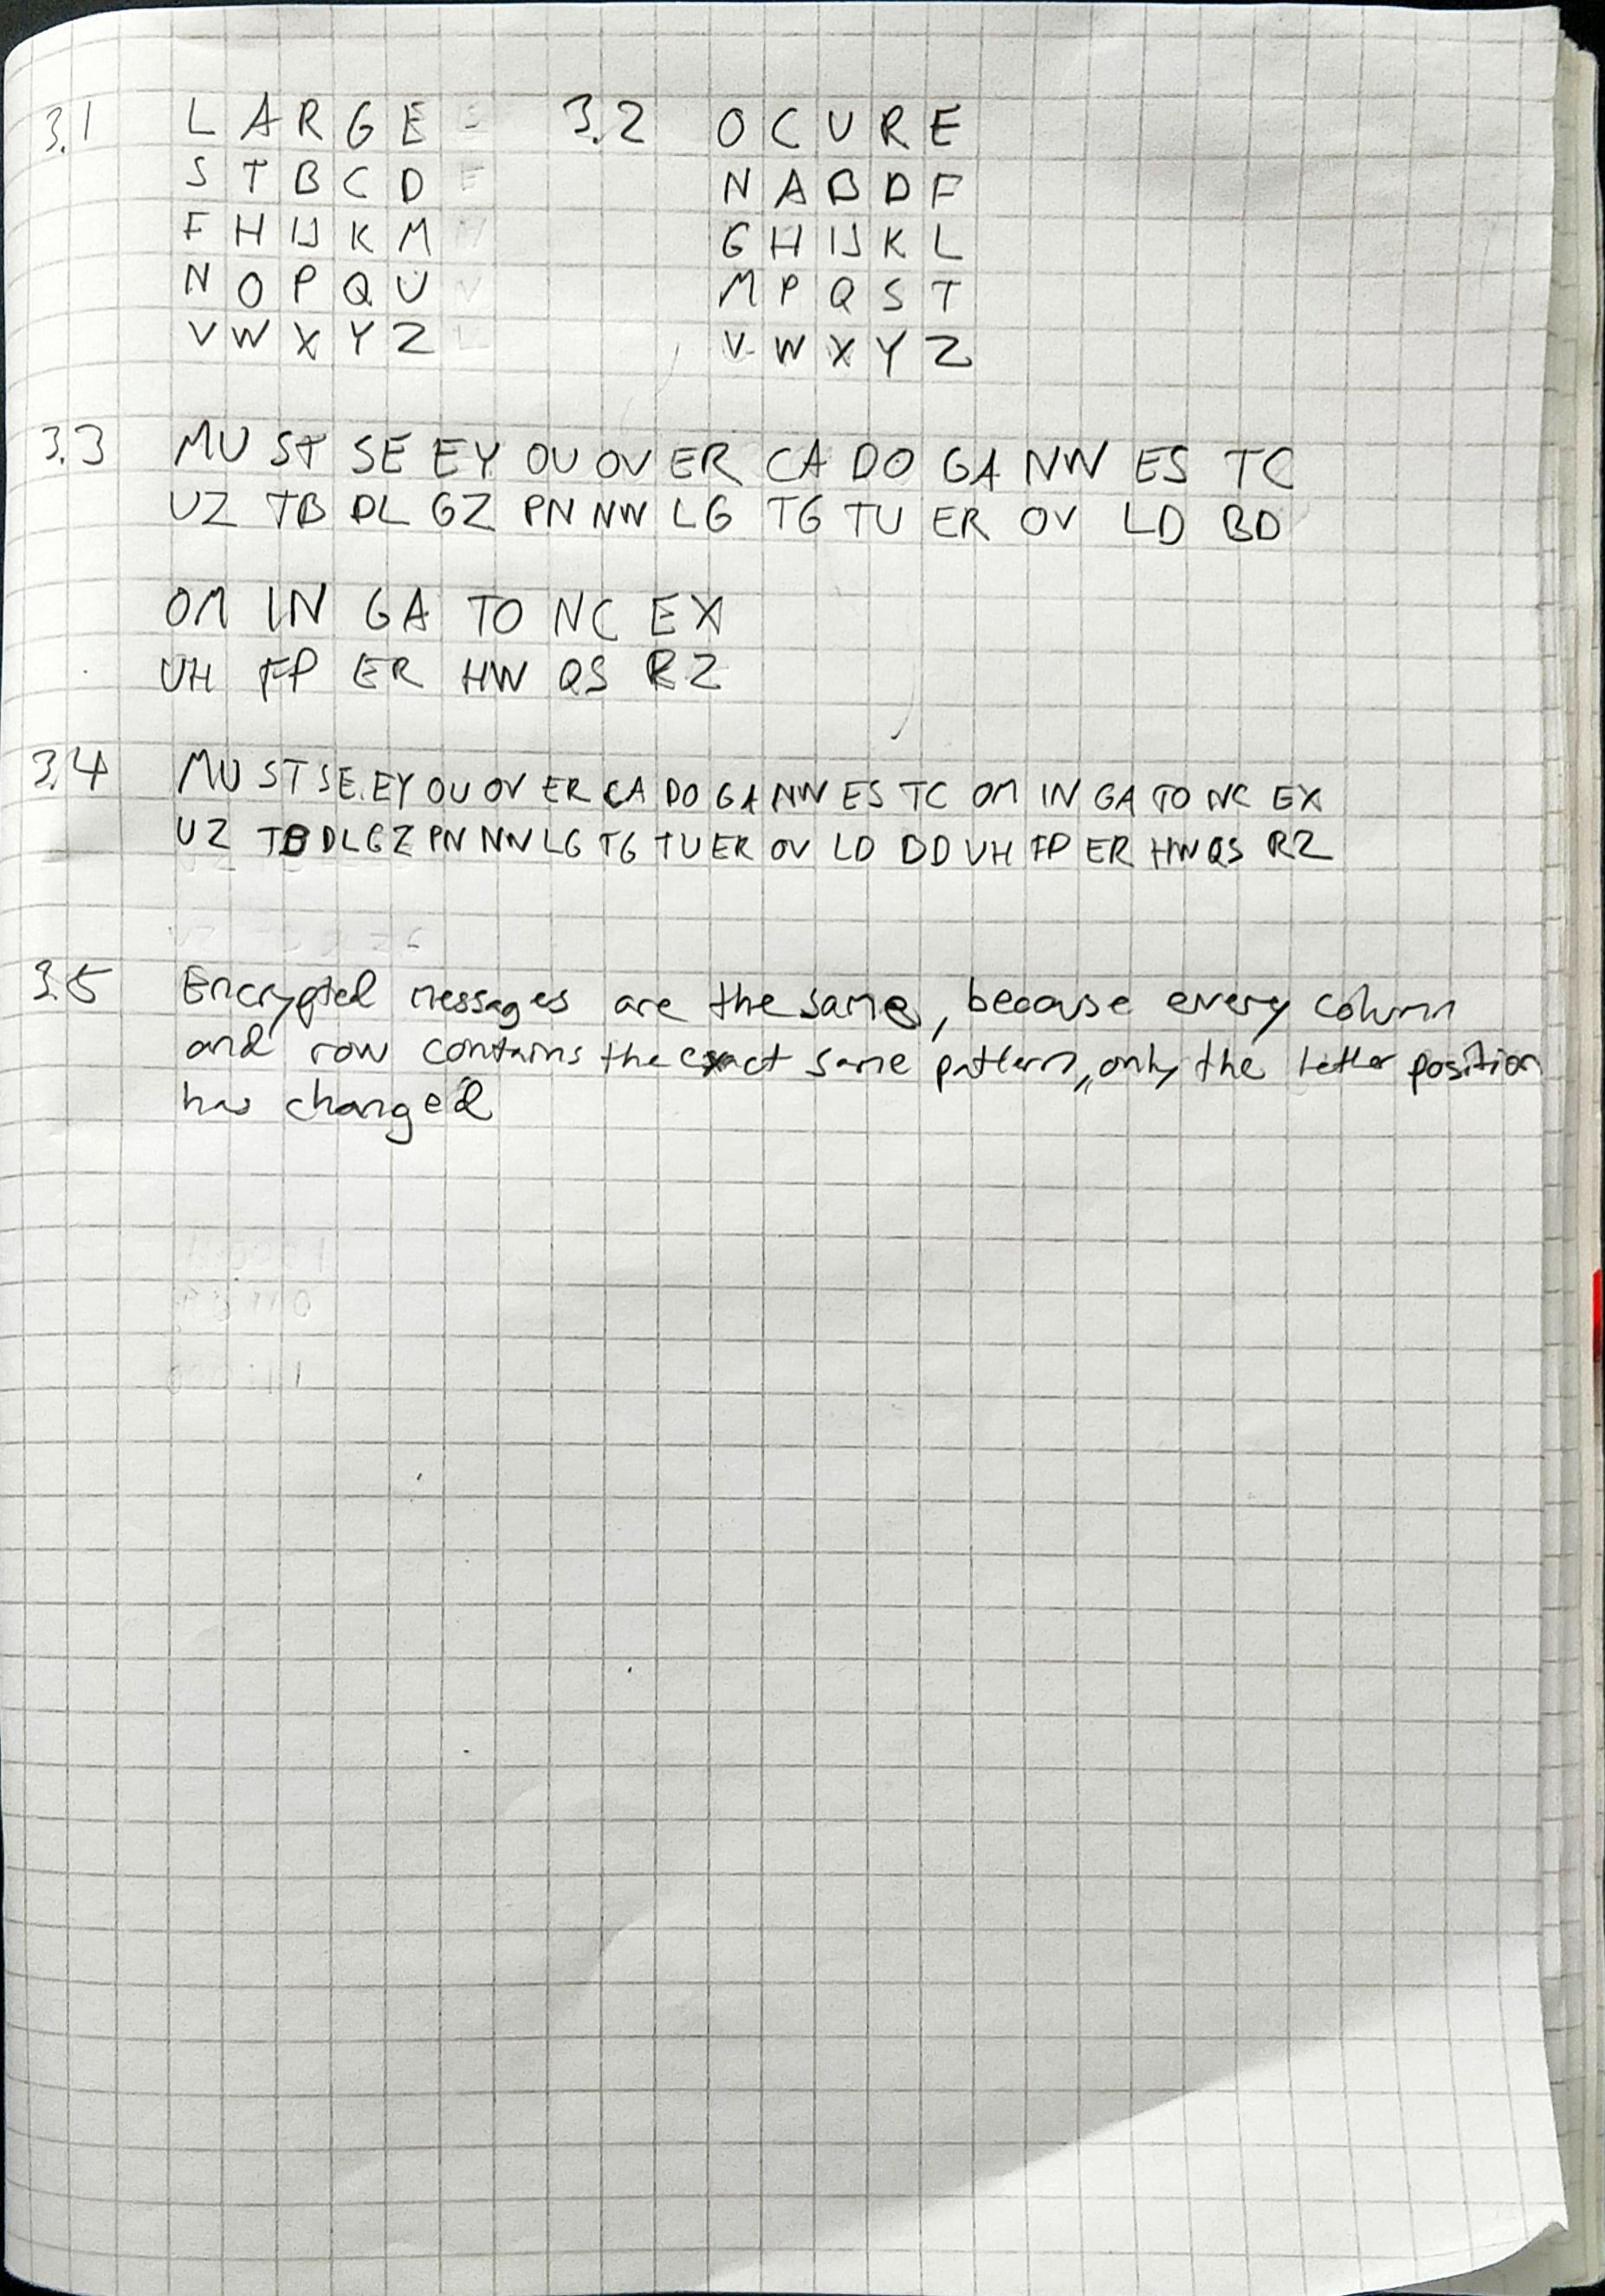 3.1 L A R G E 3.2 O C U R E
S T B C D N A B D F
F H IJ K M G H IJ K L
N O P Q U M P Q S T
V W X Y Z V W X Y Z
3.3 MU ST SE EY OU OV ER CA DO GA NW ES TC
UZ TB DL GZ PN NW LG TG TU ER OV LD BD
OM IN GA TO NC EX
UH FP ER HW QS RZ
3.4 MU ST SE EY OU OV ER CA DO GA NW ES TC OM IN GA TO NC EX
UZ TB DL GZ PN NW LG TG TU ER OV LD BD UH FP ER HW QS RZ
3.5 Encrypted messages are the same, because every column
and row contains the exact same pattern, only the letter position
has changed